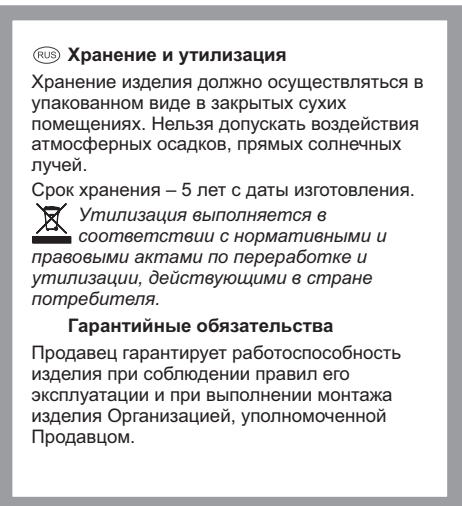 RUS Хранение и утилизация
Хранение изделия должно осуществляться в
упакованном виде в закрытых сухих
помещениях. Нельзя допускать воздействия
атмосферных осадков, прямых солнечных
лучей.
Срок хранения – 5 лет с даты изготовления.
Утилизация выполняется в
соответствии с нормативными и
правовыми актами по переработке и
утилизации, действующими в стране
потребителя.
Гарантийные обязательства
Продавец гарантирует работоспособность
изделия при соблюдении правил его
эксплуатации и при выполнении монтажа
изделия Организацией, уполномоченной
Продавцом.